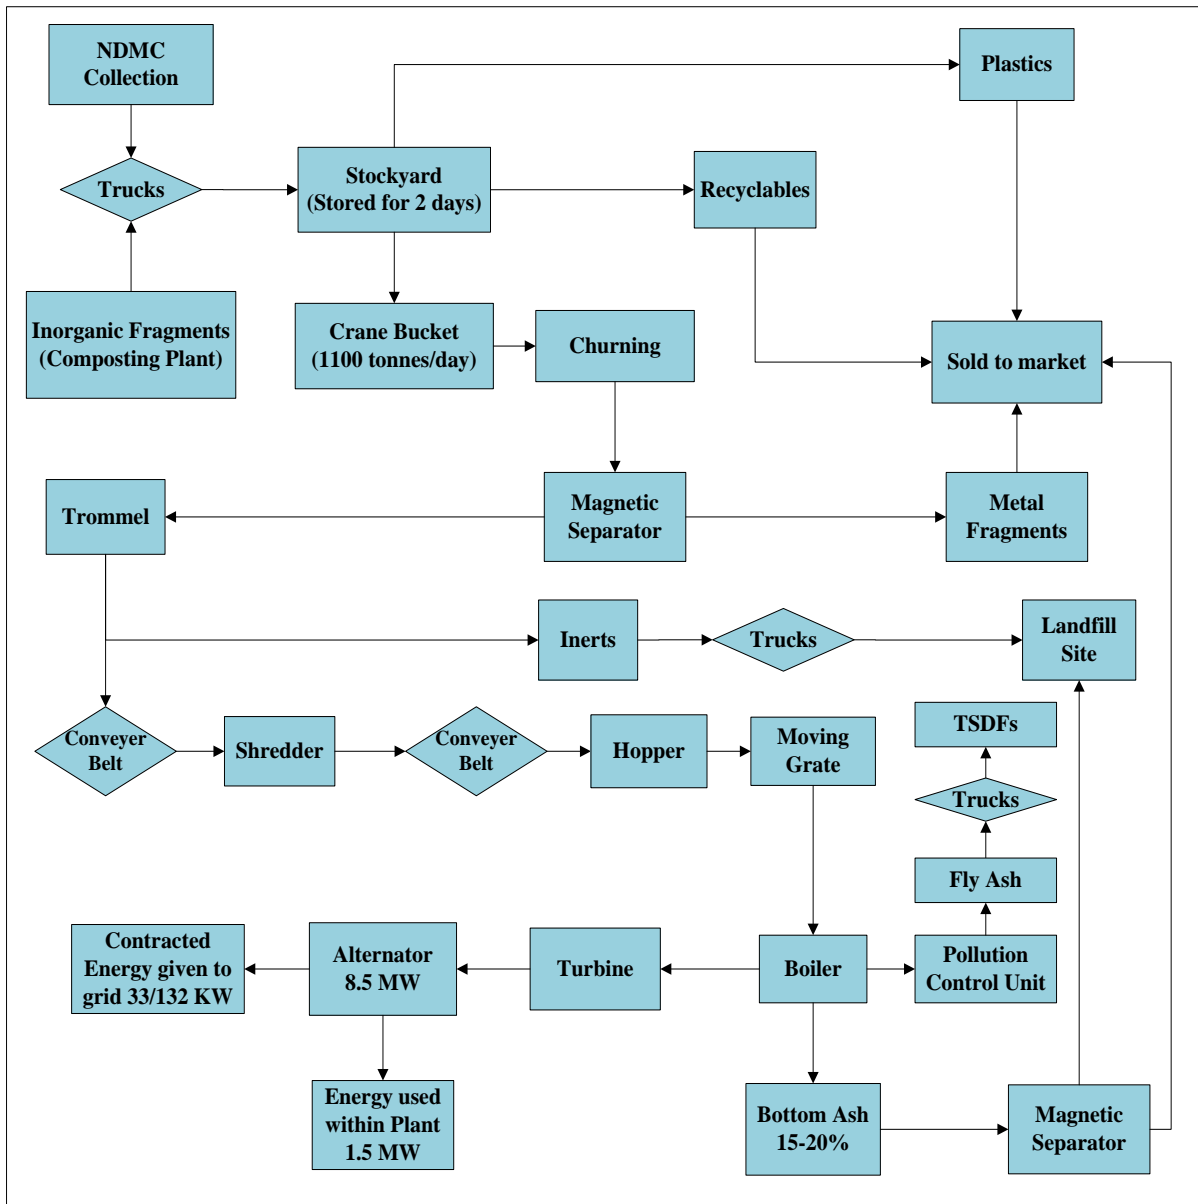 NDMC
Collection
Plastics
Trucks
Stockyard
(Stored for 2 days)
Recyclables
Inorganic Fragments
(Composting Plant)
Crane Bucket
(1100 tonnes/day)
Churning
Sold to market
Trommel
Magnetic
Separator
Metal
Fragments
Inerts
Trucks
Landfill
Site
Conveyer
Belt
Shredder
Conveyer
Belt
Hopper
Moving
Grate
TSDFs
Trucks
Fly Ash
Contracted
Energy given to
grid 33/132 KW
Alternator
8.5 MW
Turbine
Boiler
Pollution
Control Unit
Energy used
within Plant
1.5 MW
Bottom Ash
15-20%
Magnetic
Separator